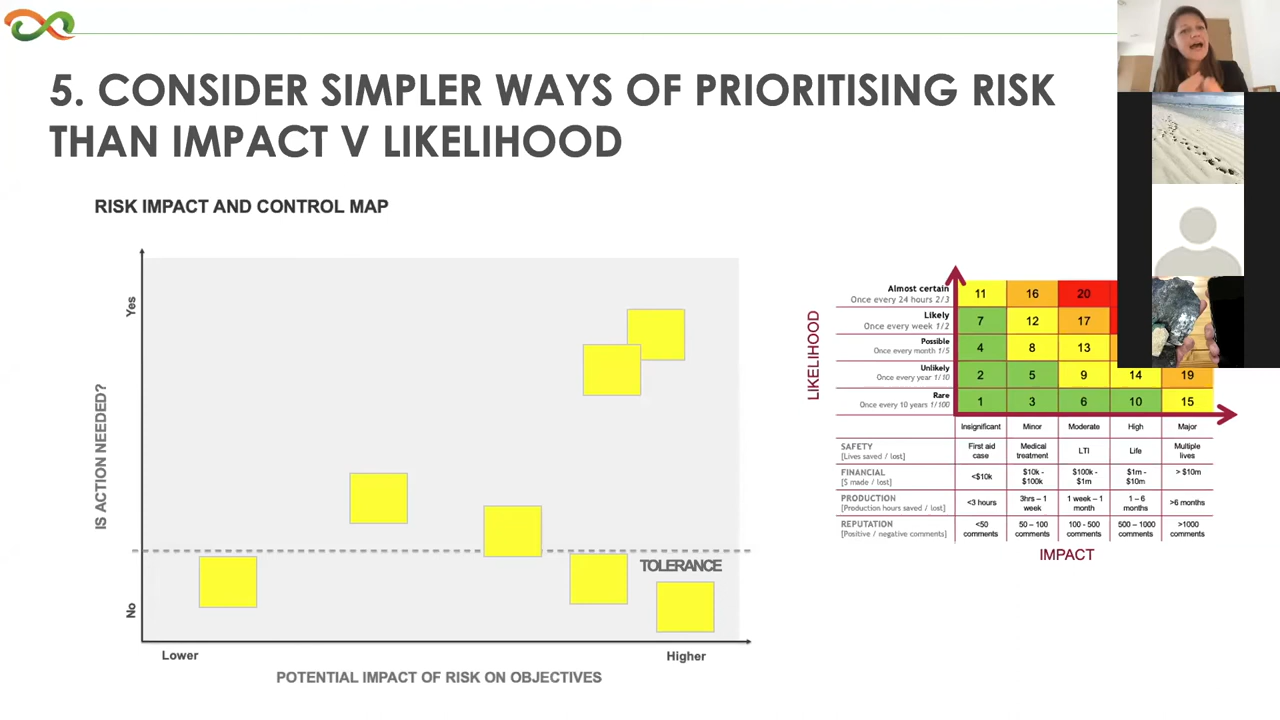 5. CONSIDER SIMPLER WAYS OF PRIORITISING RISK
THAN IMPACT V LIKELIHOOD
RISK IMPACT AND CONTROL MAP
Yes
IS ACTION NEEDED?
No
TOLERANCE
Lower
Higher
POTENTIAL IMPACT OF RISK ON OBJECTIVES
LIKELIHOOD
Almost certain
Once every 24 hours 2/3
11 16 20
Likely
Once every week 1/2
7 12 17
Possible
Once every month 1/5
4 8 13
Unlikely
Once every year 1/10
2 5 9 14 19
Rare
Once every 10 years 1/100
1 3 6 10 15
Insignificant Minor Moderate High Major
SAFETY
[Lives saved / lost]
First aid
case
Medical
treatment
LTI
Life
Multiple
lives
FINANCIAL
[$ made / lost]
<$10k
$10k -
$100k
$100k -
$1m
$1m -
$10m
> $10m
PRODUCTION
[Production hours saved / lost]
<3 hours
3hrs – 1
week
1 week – 1
month
1 – 6
months
>6 months
REPUTATION
[Positive / negative comments]
<50
comments
50 – 100
comments
100 - 500
comments
500 – 1000
comments
>1000
comments
IMPACT